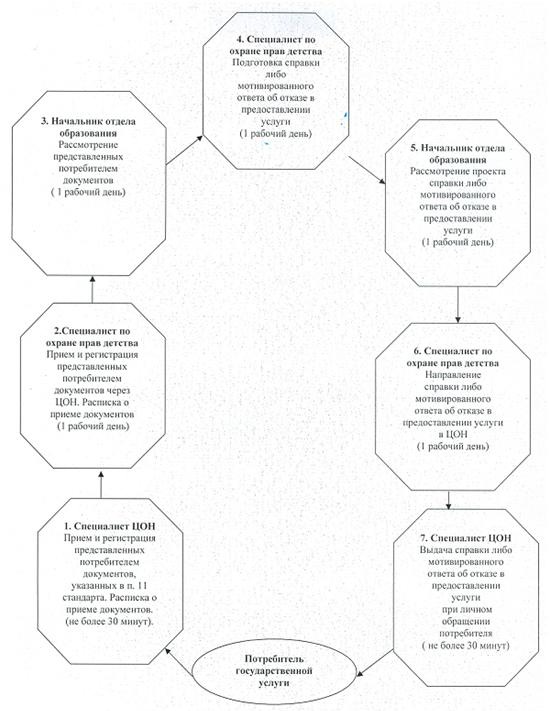 4. Специалист по
охране прав детства
Подготовка справки
либо
мотивированного
ответа об отказе в
предоставлении
услуги
(1 рабочий день)
3. Начальник отдела
образования
Рассмотрение
представленных
потребителем
документов
( 1 рабочий день)
5. Начальник отдела
образования
Рассмотрение проекта
справки либо
мотивированного
ответа об отказе в
предоставлении
услуги
(1 рабочий день)
2.Специалист по
охране прав детства
Прием и регистрация
представленных
потребителем
документов через
ЦОН. Расписка о
приеме документов
(1 рабочий день)
6. Специалист по
охране прав детства
Направление
справки либо
мотивированного
ответа об отказе в
предоставлении услуги
в ЦОН
(1 рабочий день)
1. Специалист ЦОН
Прием и регистрация
представленных
потребителем
документов,
указанных в п. 11
стандарта. Расписка о
приеме документов.
(не более 30 минут).
7. Специалист ЦОН
Выдача справки либо
мотивированного
ответа об отказе в
предоставлении
услуги
при личном
обращении
потребителя
( не более 30 минут)
Потребитель
государственной
услуги